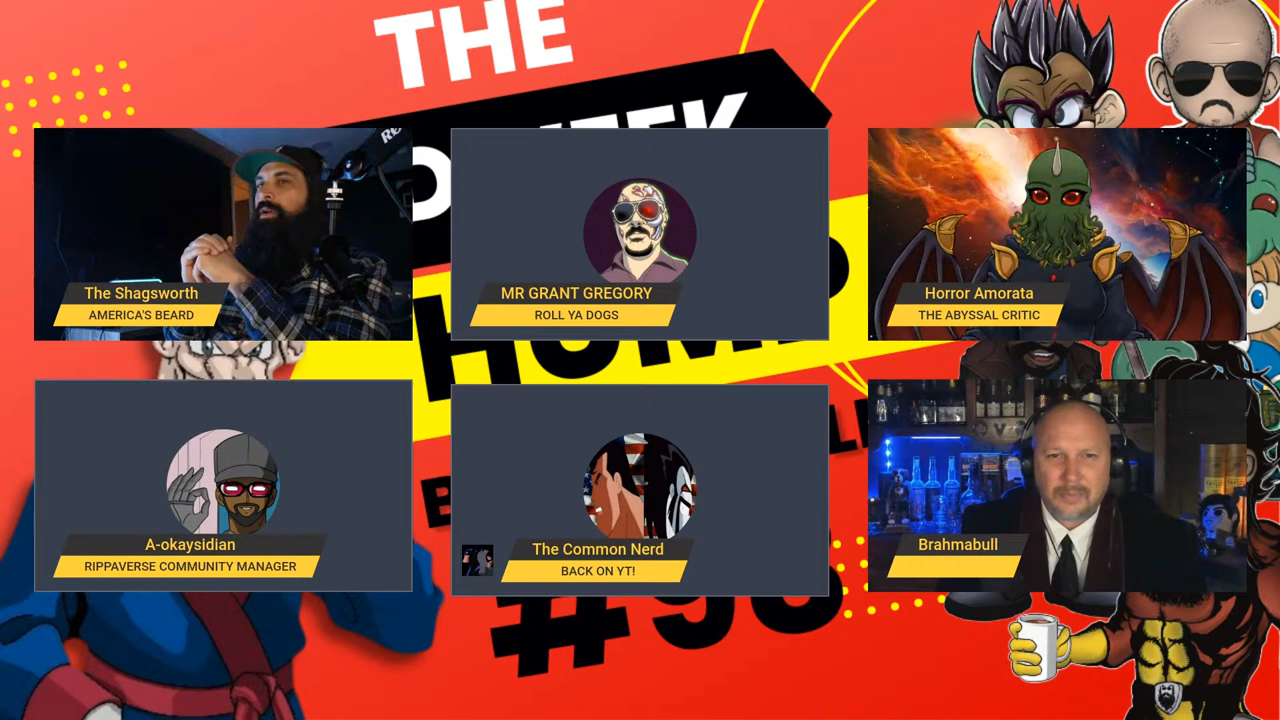 THE
The Shagsworth
AMERICA'S BEARD
MR GRANT GREGORY
ROLL YA DOGS
Horror Amorata
THE ABYSSAL CRITIC
A-okaysidian
RIPPAVERSE COMMUNITY MANAGER
The Common Nerd
BACK ON YT!
Brahmabull